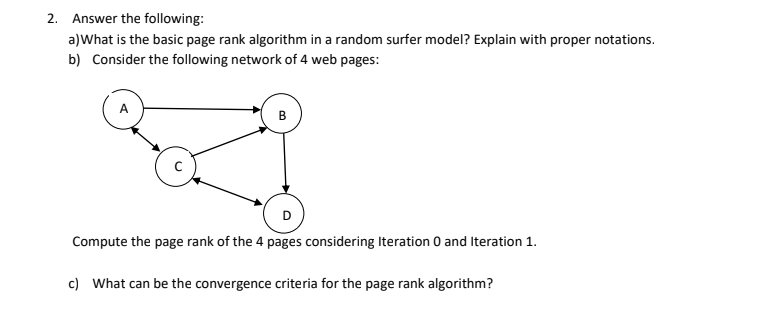 2. Answer the following:
a)What is the basic page rank algorithm in a random surfer model? Explain with proper notations.
b) Consider the following network of 4 web pages:
A
B
C
D
Compute the page rank of the 4 pages considering Iteration 0 and Iteration 1.
c) What can be the convergence criteria for the page rank algorithm?